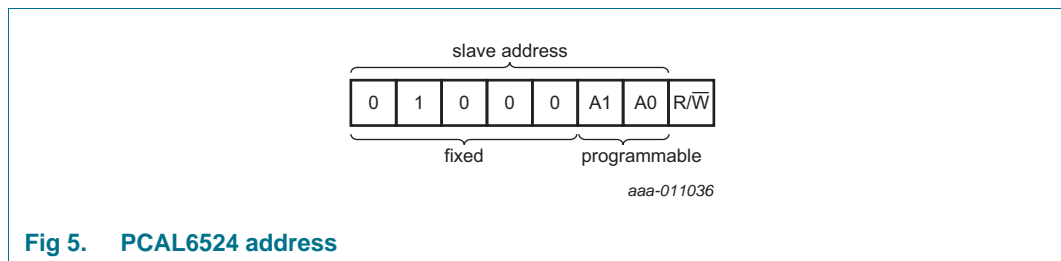 slave address
0 1 0 0 0 A1 A0 R/W̅
fixed programmable
aaa-011036
Fig 5. PCAL6524 address